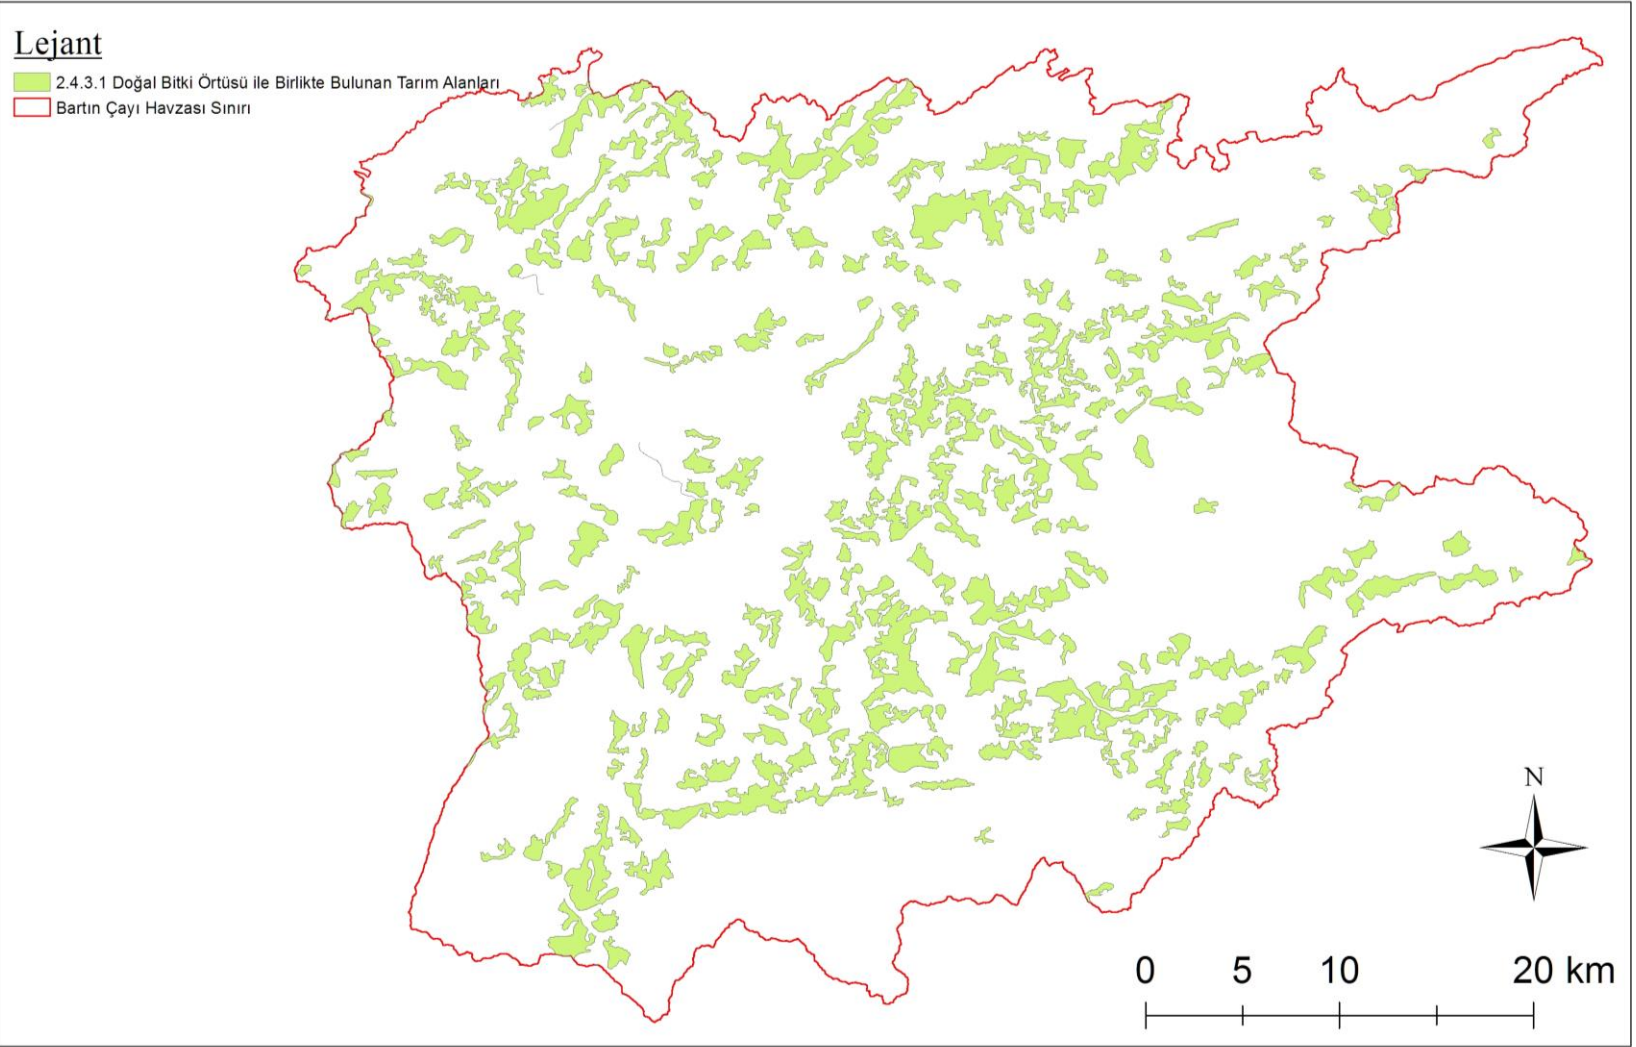 Lejant
2.4.3.1 Doğal Bitki Örtüsü ile Birlikte Bulunan Tarım Alanları
Bartın Çayı Havzası Sınırı
N
0 5 10 20 km